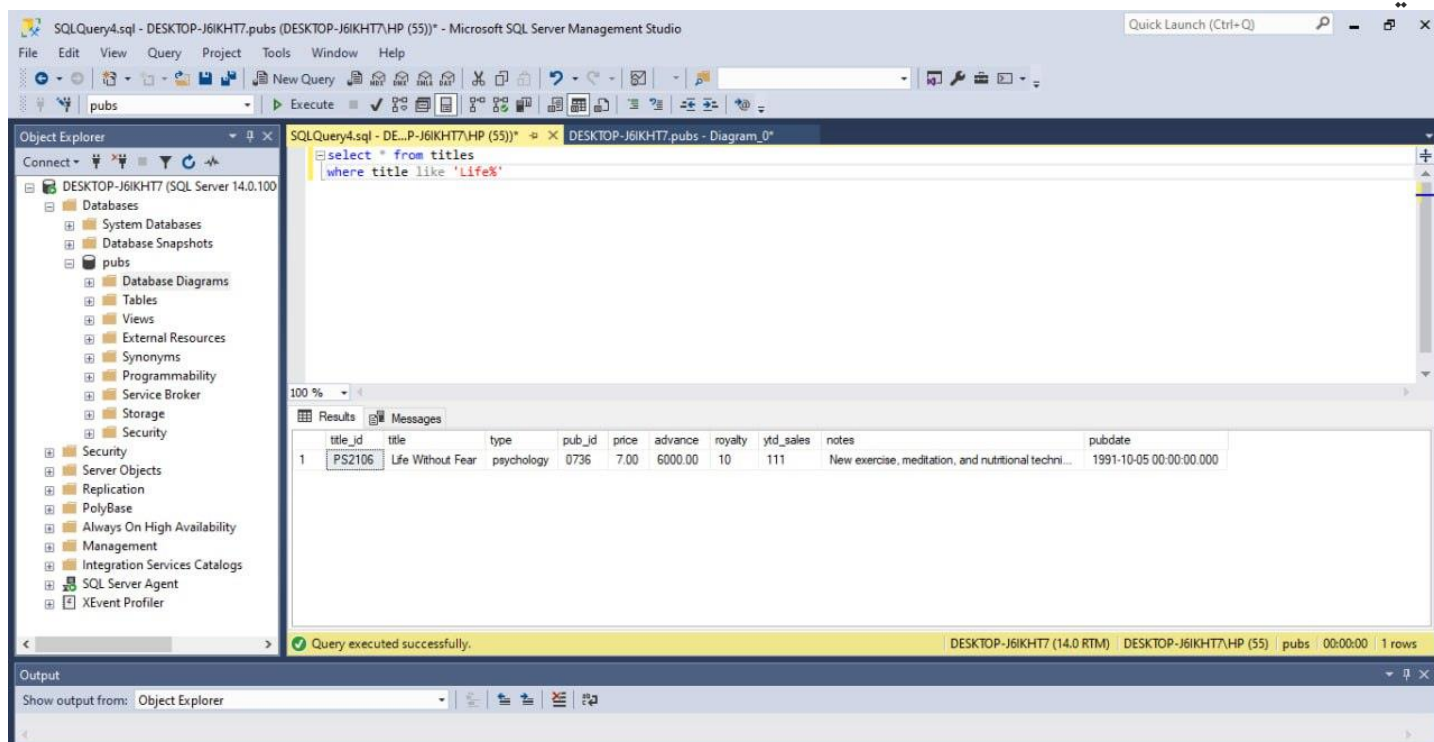 SQLQuery4.sql - DESKTOP-J6IKHT7.pubs (DESKTOP-J6IKHT7\HP (55))* - Microsoft SQL Server Management Studio
Quick Launch (Ctrl+Q)
File Edit View Query Project Tools Window Help
New Query
pubs
Execute
Object Explorer
SQLQuery4.sql - DE...P-J6IKHT7\HP (55))*
DESKTOP-J6IKHT7.pubs - Diagram_0*
Connect
DESKTOP-J6IKHT7 (SQL Server 14.0.100
Databases
System Databases
Database Snapshots
pubs
Database Diagrams
Tables
Views
External Resources
Synonyms
Programmability
Service Broker
Storage
Security
Security
Server Objects
Replication
PolyBase
Always On High Availability
Management
Integration Services Catalogs
SQL Server Agent
XEvent Profiler
select * from titles
where title like 'Life%'
100 %
Results Messages
title_id title type pub_id price advance royalty ytd_sales notes pubdate
1 PS2106 Life Without Fear psychology 0736 7.00 6000.00 10 111 New exercise, meditation, and nutritional techni... 1991-10-05 00:00:00.000
Query executed successfully.
DESKTOP-J6IKHT7 (14.0 RTM) DESKTOP-J6IKHT7\HP (55) pubs 00:00:00 1 rows
Output
Show output from: Object Explorer